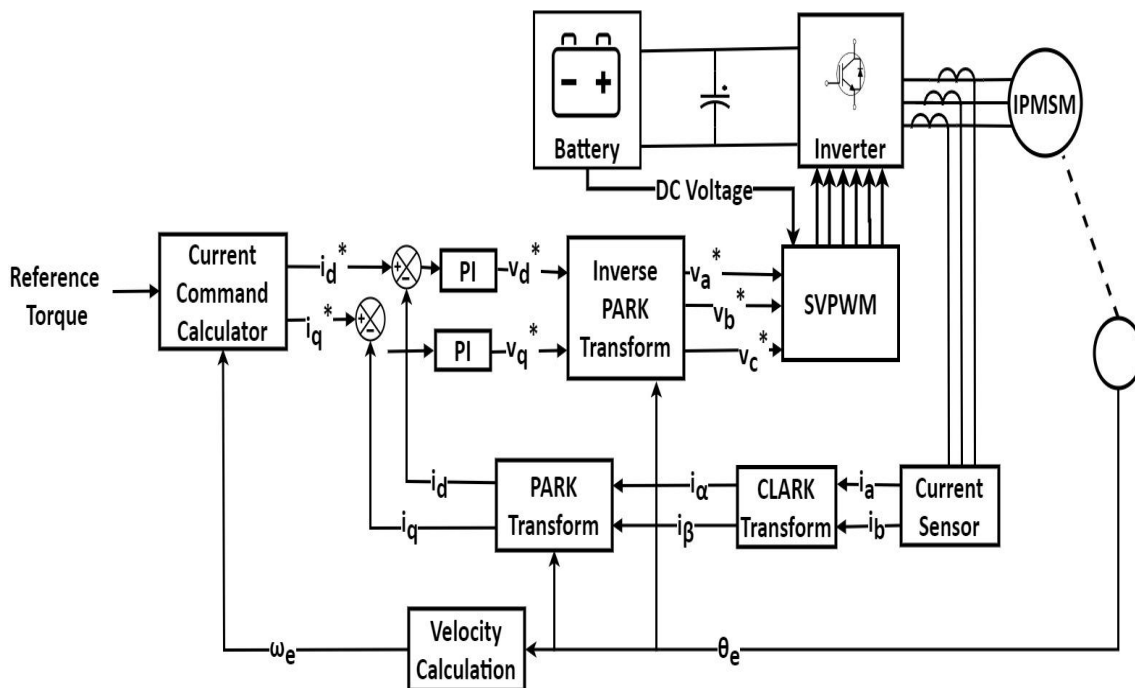 Battery
Inverter
IPMSM
DC Voltage
Reference
Torque
Current
Command
Calculator
i_d^*
i_q^*
+
−
+
−
PI
PI
v_d^*
v_q^*
Inverse
PARK
Transform
v_a^*
v_b^*
v_c^*
SVPWM
i_d
i_q
PARK
Transform
i_α
i_β
CLARK
Transform
i_a
i_b
Current
Sensor
ω_e
Velocity
Calculation
θ_e